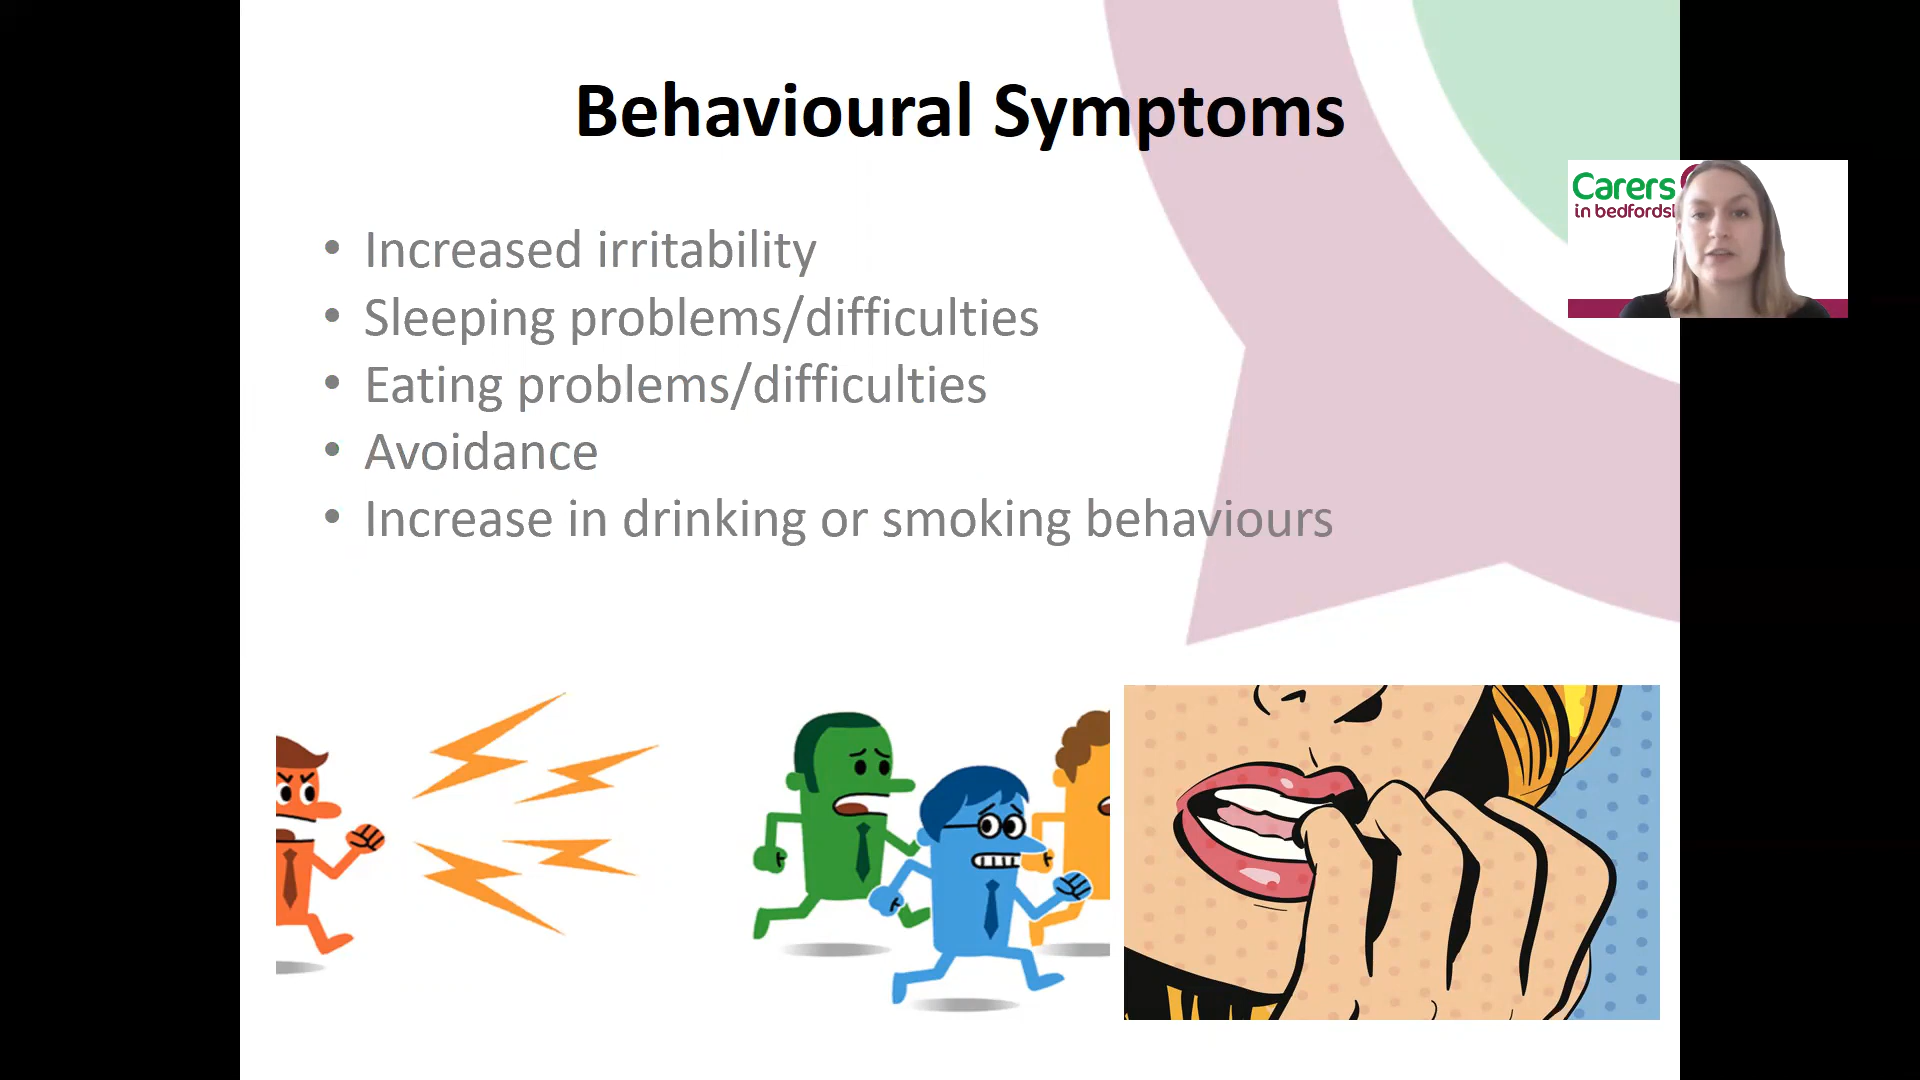 Behavioural Symptoms
• Increased irritability
• Sleeping problems/difficulties
• Eating problems/difficulties
• Avoidance
• Increase in drinking or smoking behaviours
Carers
in bedfords